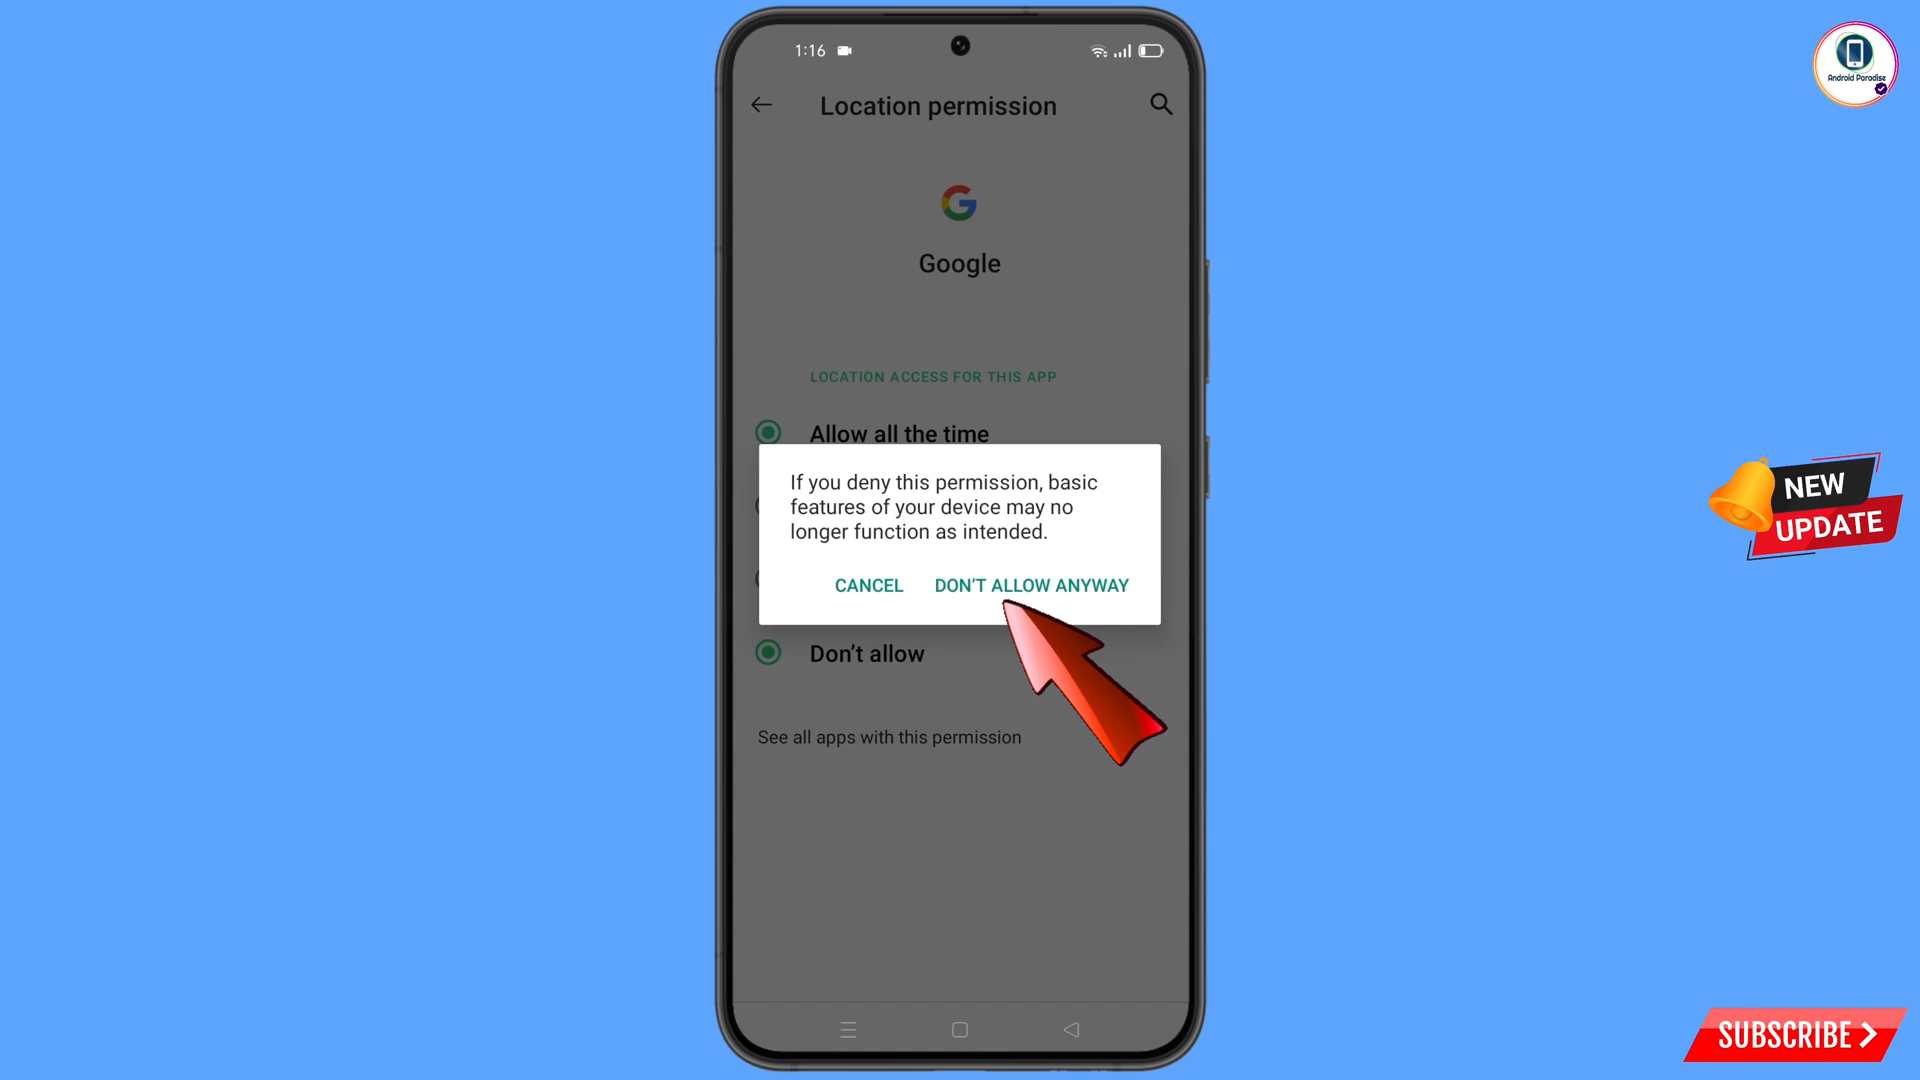 1:16
Android Paradise
Location permission
Google
LOCATION ACCESS FOR THIS APP
Allow all the time
If you deny this permission, basic
features of your device may no
longer function as intended.
CANCEL DON'T ALLOW ANYWAY
NEW
UPDATE
Don't allow
See all apps with this permission
SUBSCRIBE